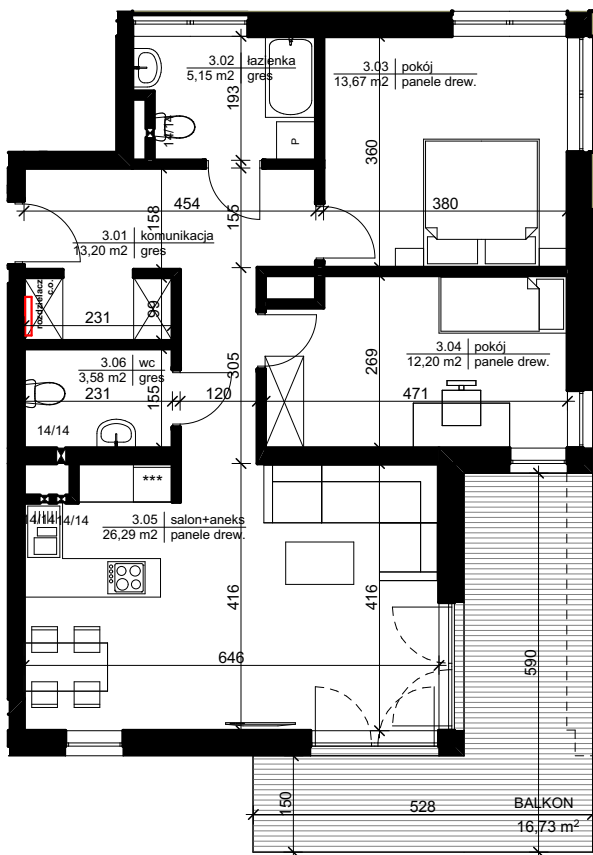 3.02 łazienka
5,15 m2 gres
3.03 pokój
13,67 m2 panele drew.
193
14/14
P
360
454
158
155
380
3.01 komunikacja
13,20 m2 gres
rozdzielacz
c.o.
99
231
3.04 pokój
12,20 m2 panele drew.
3.06 wc
3,58 m2 gres
305
269
231
155
120
471
14/14
***
14/14 14/14
3.05 salon+aneks
26,29 m2 panele drew.
416
416
646
590
150
528
BALKON
16,73 m²